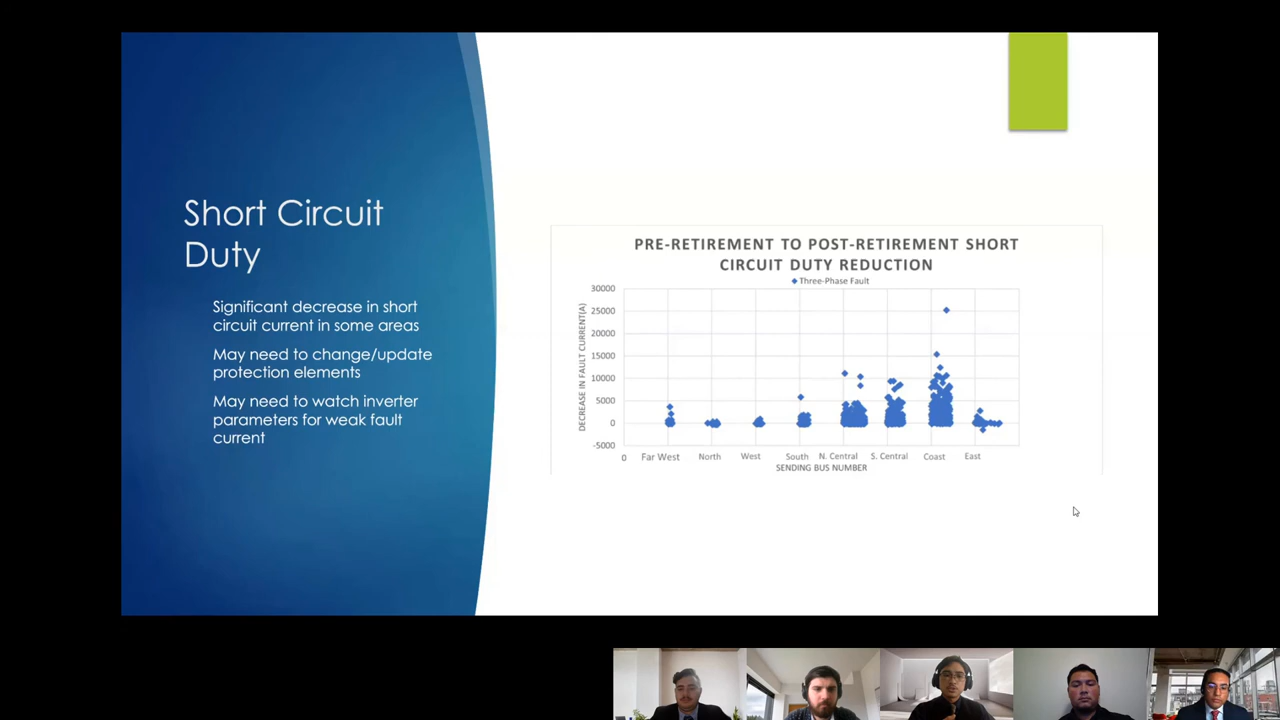 Short Circuit
Duty
Significant decrease in short
circuit current in some areas
May need to change/update
protection elements
May need to watch inverter
parameters for weak fault
current
PRE-RETIREMENT TO POST-RETIREMENT SHORT
CIRCUIT DUTY REDUCTION
Three-Phase Fault
DECREASE IN FAULT CURRENT(A)
30000
25000
20000
15000
10000
5000
0
-5000
0 Far West North West South N. Central S. Central Coast East
SENDING BUS NUMBER